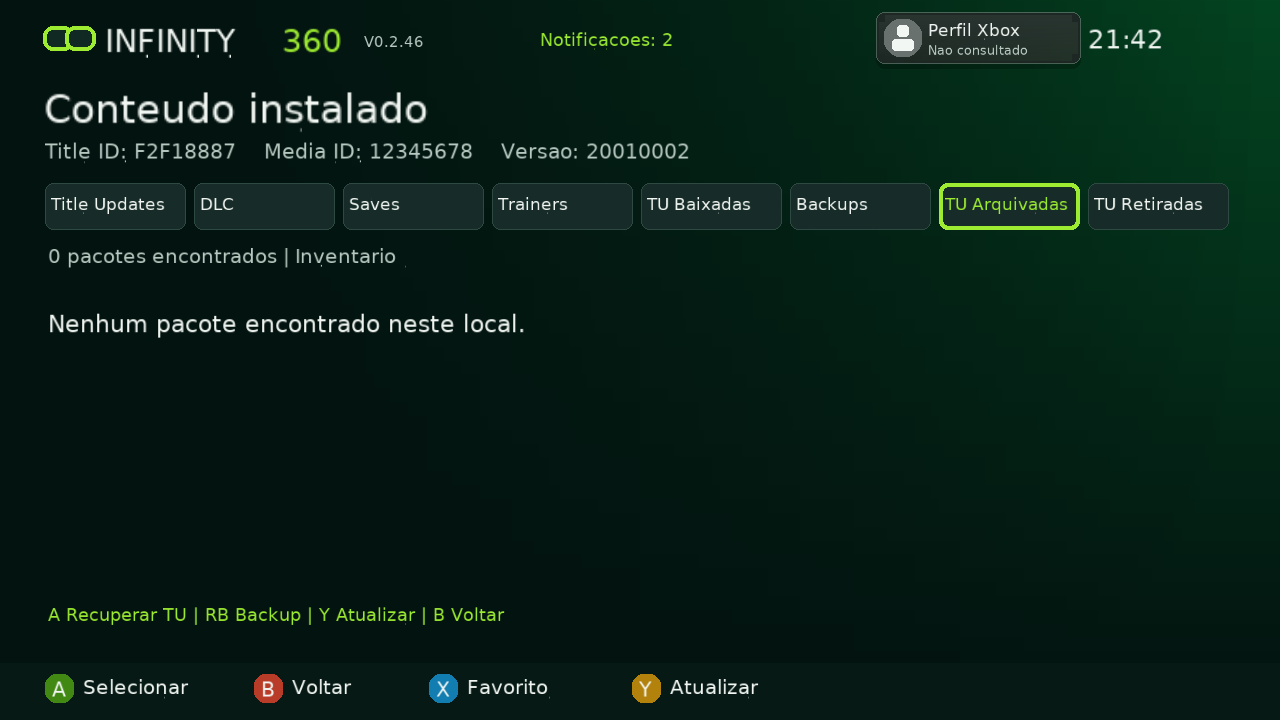 INFINITY 360 V0.2.46 Notificacoes: 2 Perfil Xbox 21:42
Nao consultado
Conteudo instalado
Title ID: F2F18887 Media ID: 12345678 Versao: 20010002
Title Updates DLC Saves Trainers TU Baixadas Backups TU Arquivadas TU Retiradas
0 pacotes encontrados | Inventario
Nenhum pacote encontrado neste local.
A Recuperar TU | RB Backup | Y Atualizar | B Voltar
A Selecionar B Voltar X Favorito Y Atualizar